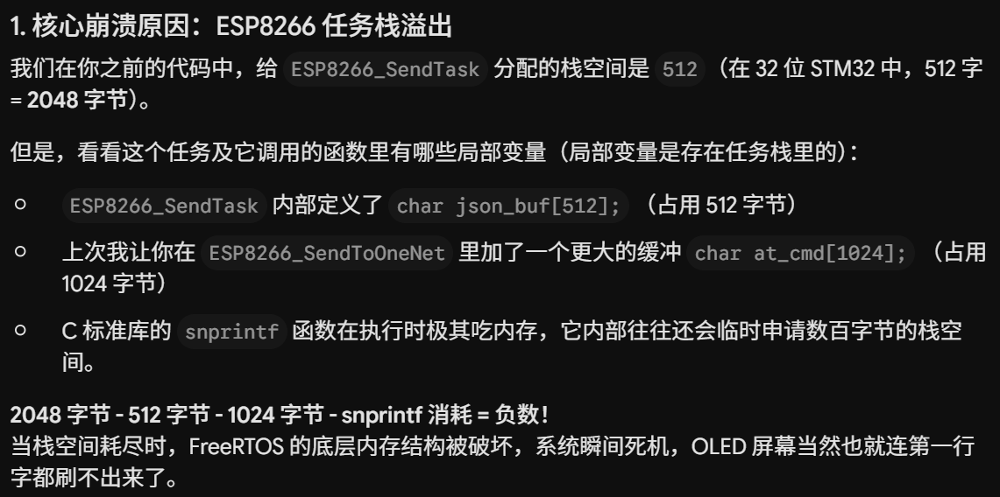 1. 核心崩溃原因：ESP8266 任务栈溢出
我们在你之前的代码中，给 ESP8266_SendTask 分配的栈空间是 512 （在 32 位 STM32 中，512 字
= 2048 字节）。
但是，看看这个任务及它调用的函数里有哪些局部变量（局部变量是存在任务栈里的）：
ESP8266_SendTask 内部定义了 char json_buf[512]; （占用 512 字节）
上次我让你在 ESP8266_SendToOneNet 里加了一个更大的缓冲 char at_cmd[1024]; （占用
1024 字节）
C 标准库的 snprintf 函数在执行时极其吃内存，它内部往往还会临时申请数百字节的栈空
间。
2048 字节 - 512 字节 - 1024 字节 - snprintf 消耗 = 负数！
当栈空间耗尽时，FreeRTOS 的底层内存结构被破坏，系统瞬间死机，OLED 屏幕当然也就连第一行
字都刷不出来了。